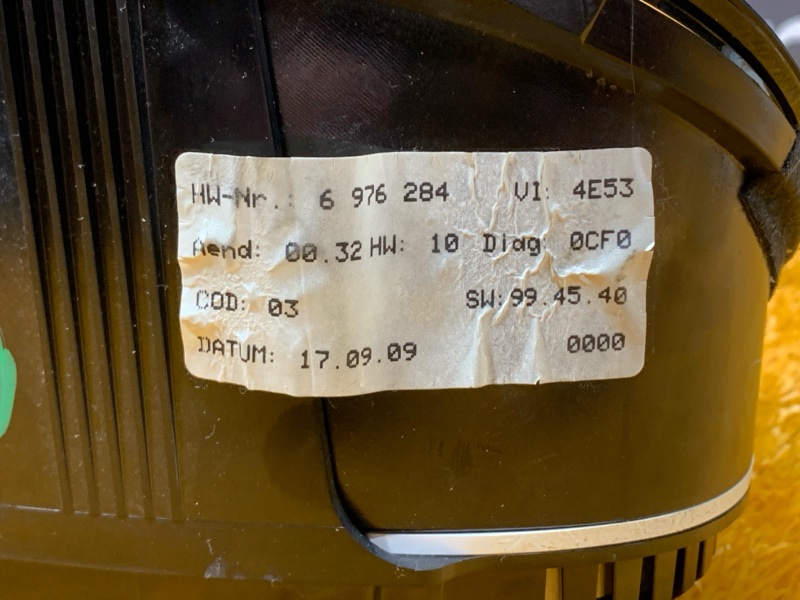 HW-Nr.: 6 976 284 VI: 4E53
Aend: 00.32 HW: 10 Diag: 0CF0
COD: 03 SW:99.45.40
DATUM: 17.09.09 0000